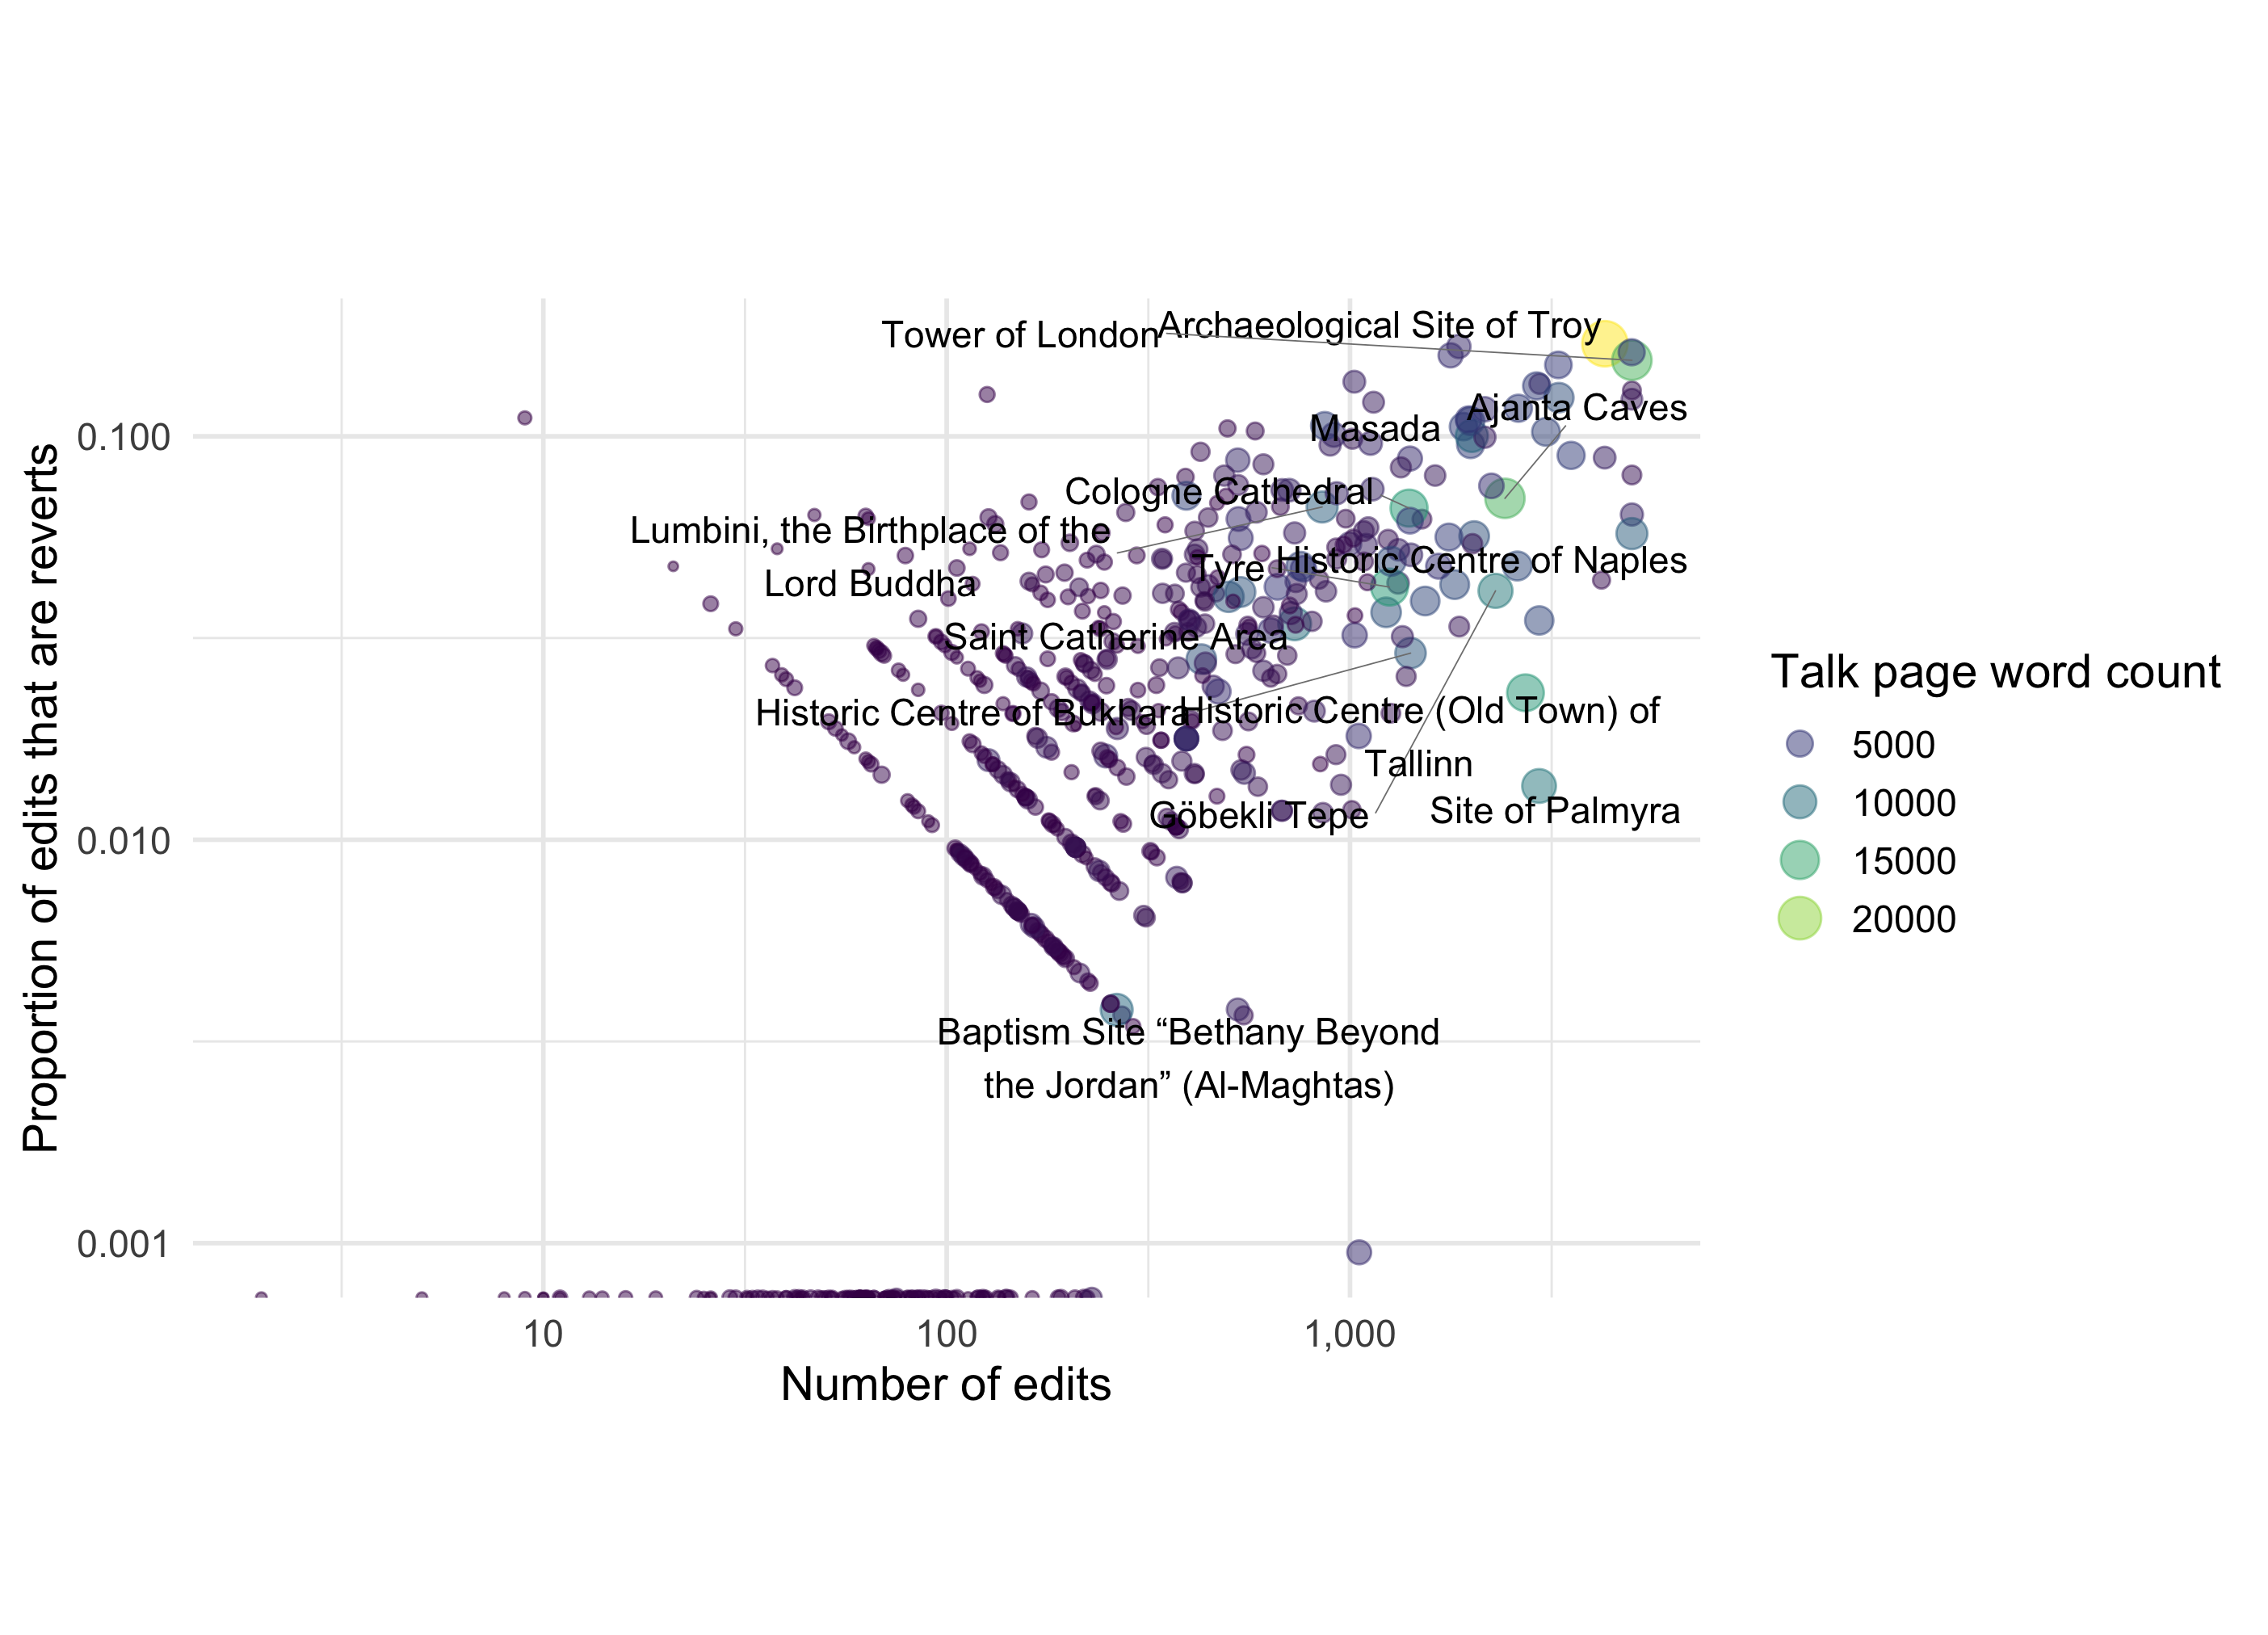 Tower of London
Archaeological Site of Troy
Ajanta Caves
Masada
0.100
Cologne Cathedral
Lumbini, the Birthplace of the
Lord Buddha
Tyre
Historic Centre of Naples
Saint Catherine Area
Historic Centre of Bukhara
Historic Centre (Old Town) of
Tallinn
Göbekli Tepe
Site of Palmyra
0.010
Baptism Site “Bethany Beyond
the Jordan” (Al-Maghtas)
0.001
10
100
1,000
Number of edits
Proportion of edits that are reverts
Talk page word count
5000
10000
15000
20000